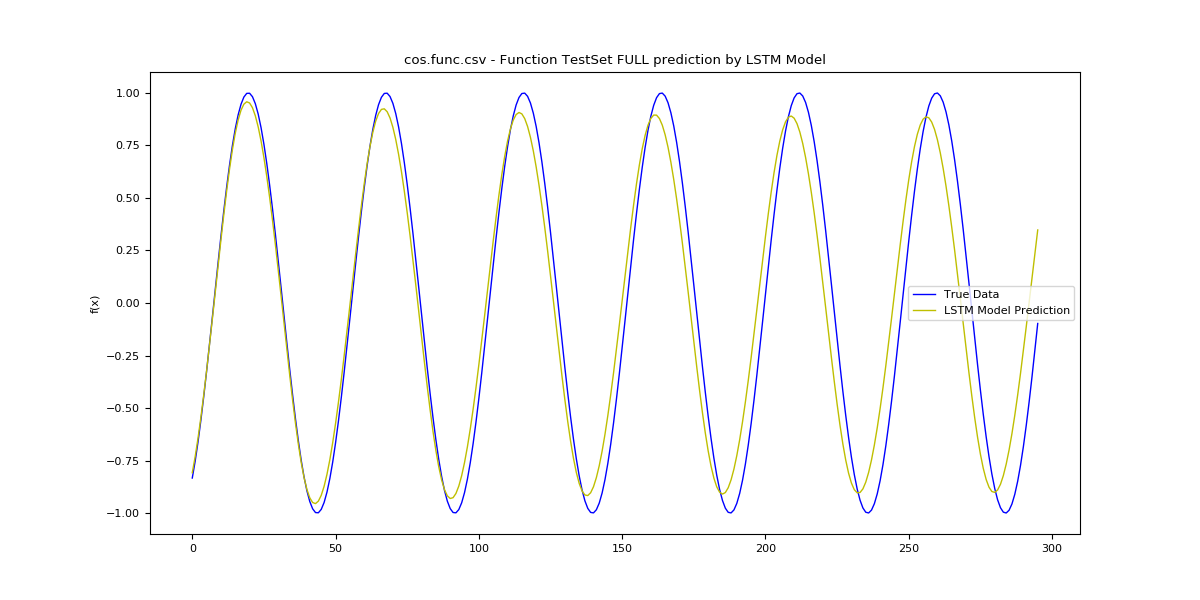 cos.func.csv - Function TestSet FULL prediction by LSTM Model
1.00
0.75
0.50
0.25
0.00
−0.25
−0.50
−0.75
−1.00
f(x)
True Data
LSTM Model Prediction
0 50 100 150 200 250 300